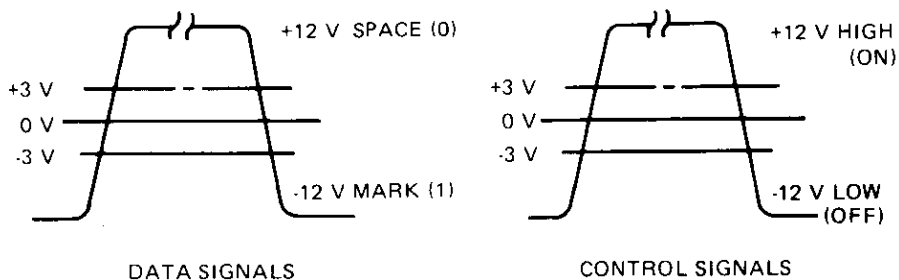 +12 V SPACE (0)
+3 V
0 V
-3 V
-12 V MARK (1)
DATA SIGNALS
+12 V HIGH
(ON)
+3 V
0 V
-3 V
-12 V LOW
(OFF)
CONTROL SIGNALS